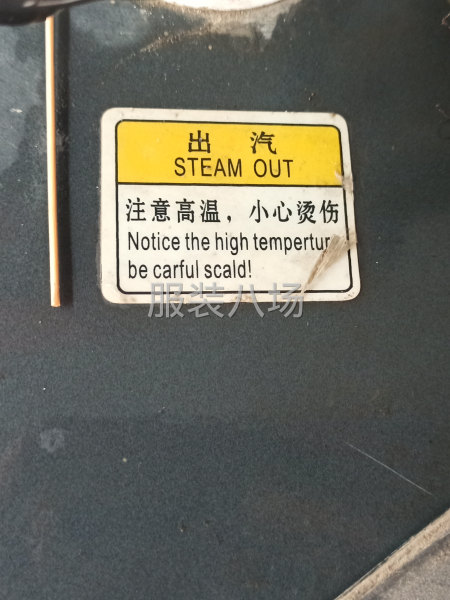 出 汽
STEAM OUT
注意高温，小心烫伤
Notice the high tempertur
be carful scald!
服装八场